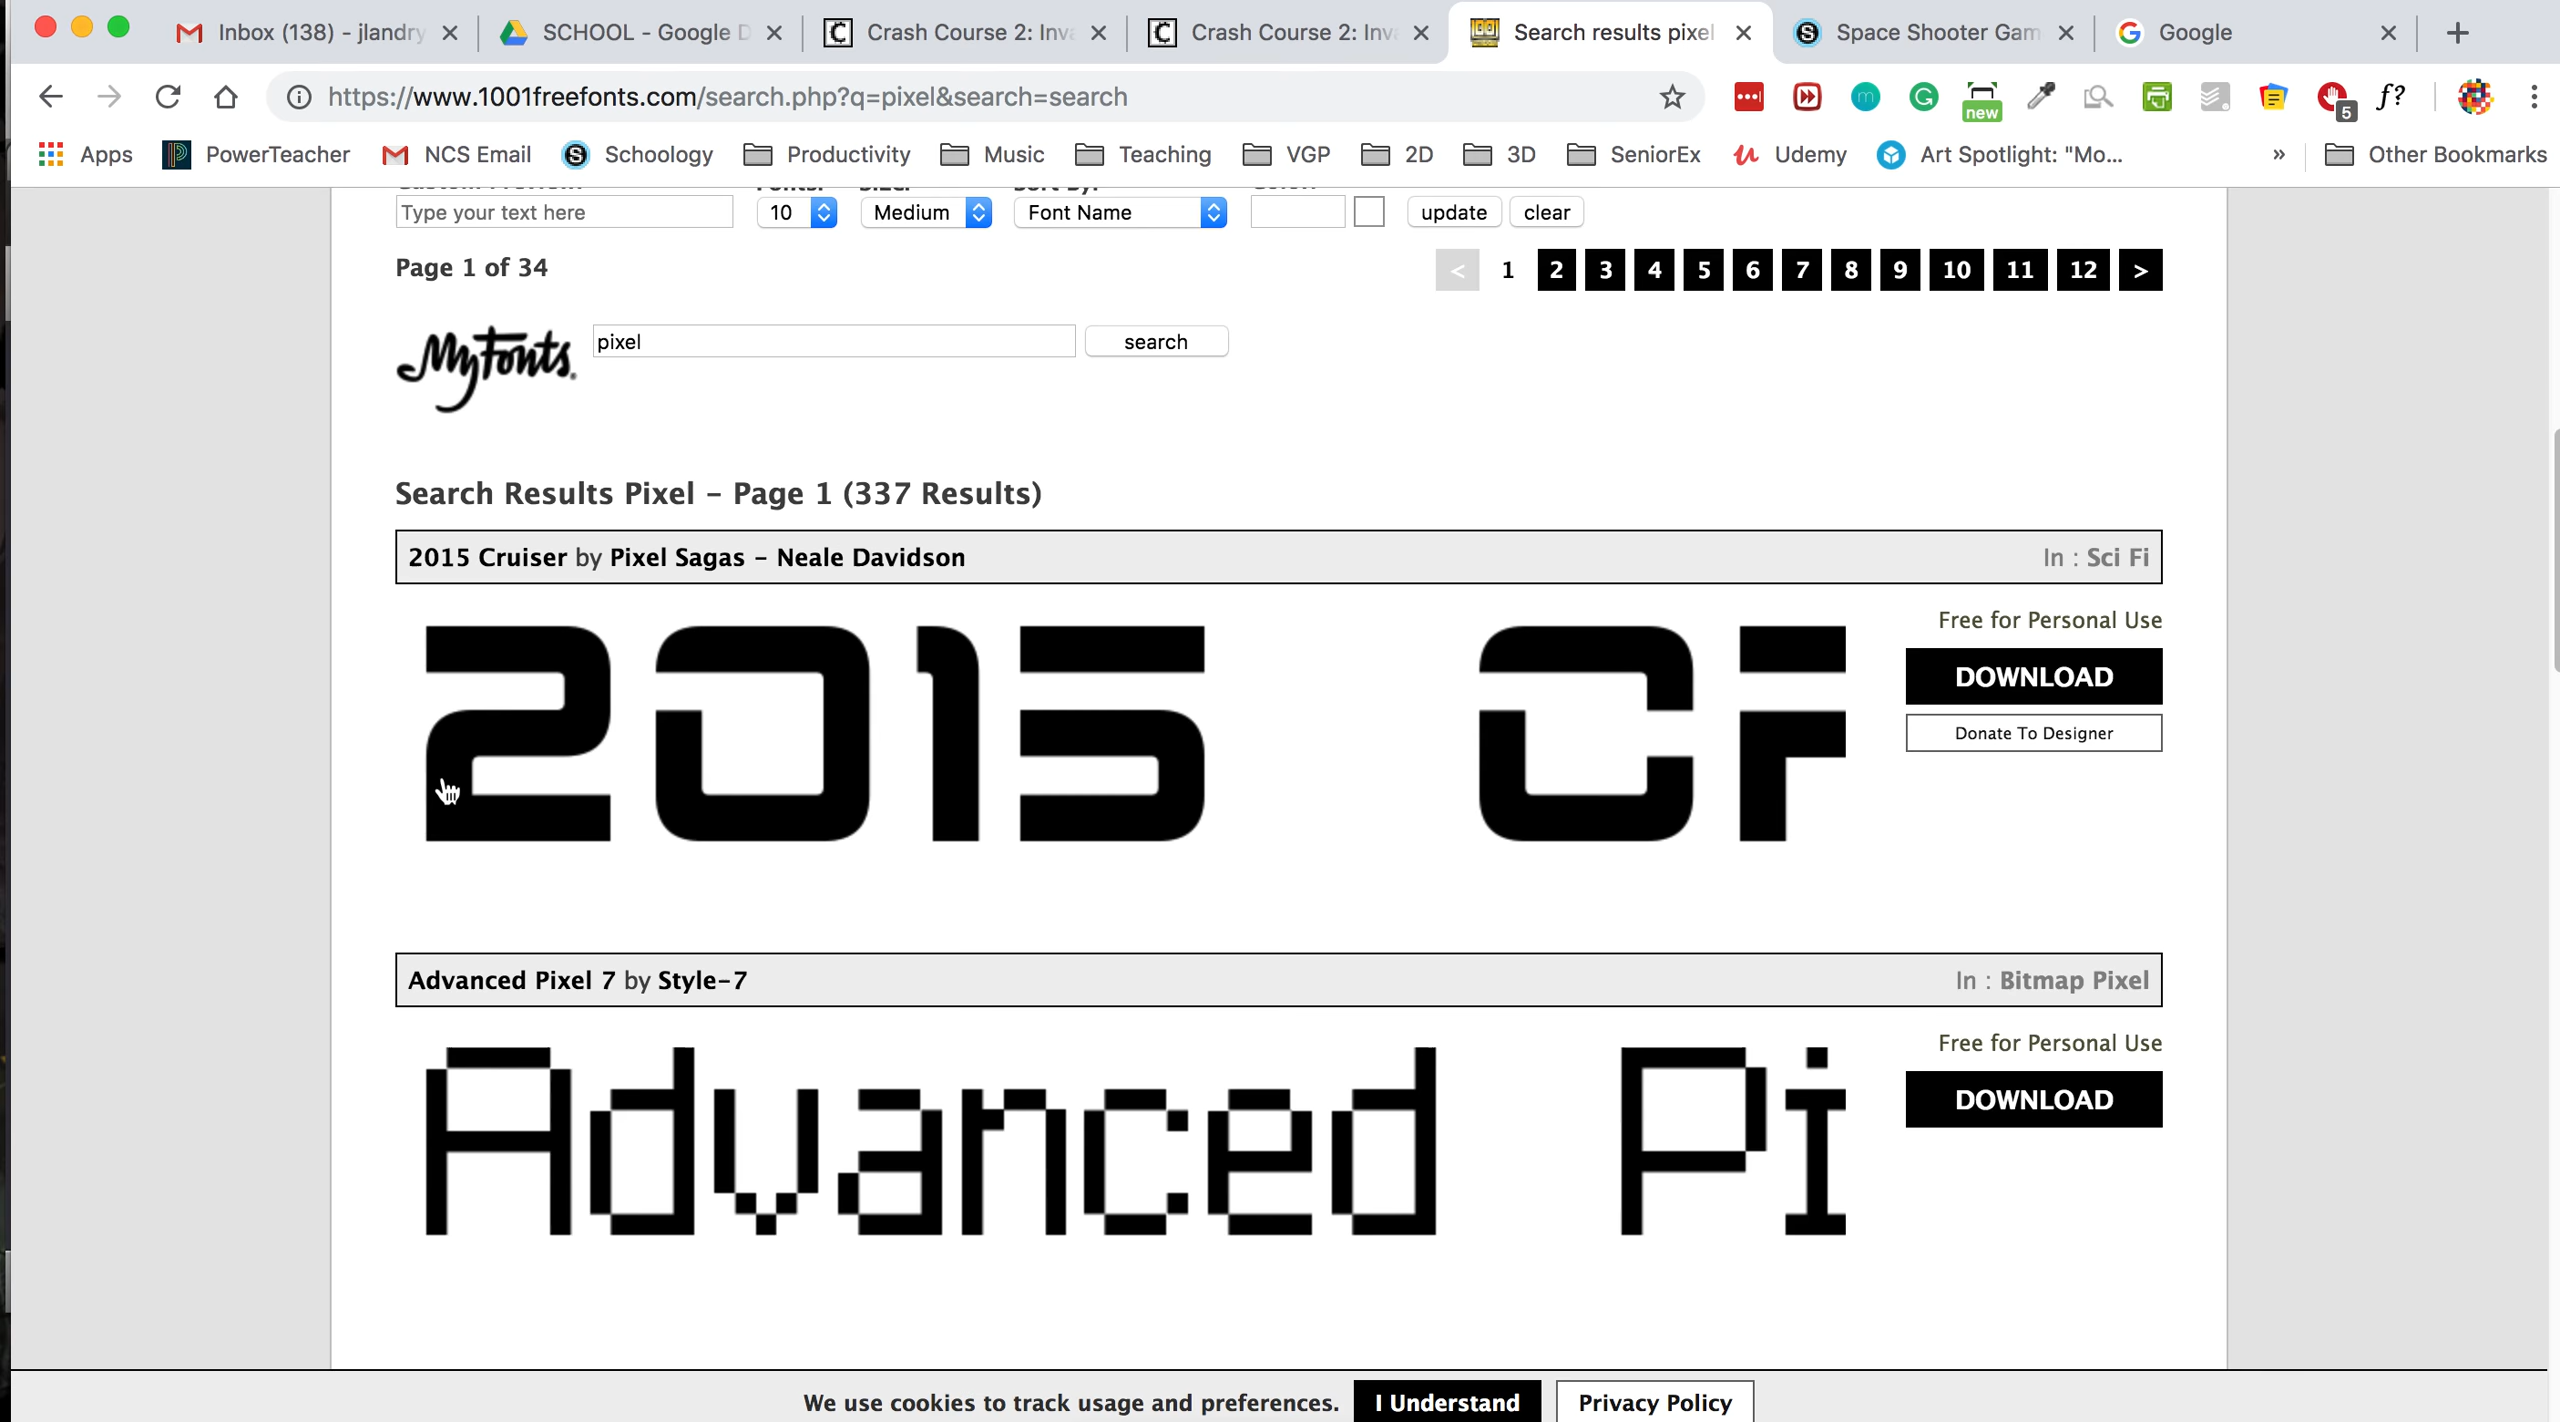 Inbox (138) - jlandry
SCHOOL - Google D
Crash Course 2: Inva
Crash Course 2: Inv
Search results pixel
Space Shooter Gam
Google
https://www.1001freefonts.com/search.php?q=pixel&search=search
new
5
f?
Apps
PowerTeacher
NCS Email
Schoology
Productivity
Music
Teaching
VGP
2D
3D
SeniorEx
Udemy
Art Spotlight: "Mo...
»
Other Bookmarks
Type your text here
10
Medium
Font Name
update
clear
Page 1 of 34
< 1 2 3 4 5 6 7 8 9 10 11 12 >
MyFonts
pixel
search
Search Results Pixel – Page 1 (337 Results)
2015 Cruiser by Pixel Sagas – Neale Davidson
In : Sci Fi
2015 Cr
Free for Personal Use
DOWNLOAD
Donate To Designer
Advanced Pixel 7 by Style-7
In : Bitmap Pixel
Advanced Pi
Free for Personal Use
DOWNLOAD
We use cookies to track usage and preferences.
I Understand
Privacy Policy